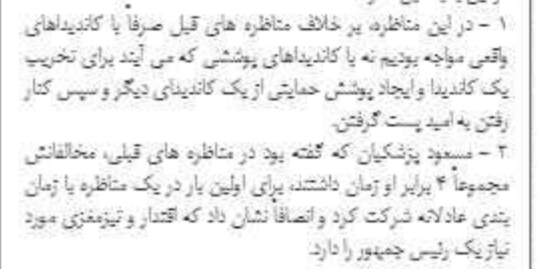 ۱ - در این مناظره، بر خلاف مناظره های قبل صرفاً با کاندیداهای
واقعی مواجه بودیم نه با کاندیداهای پوششی که می آیند برای تخریب
یک کاندیدا و ایجاد پوشش حمایتی از یک کاندیدای دیگر و سپس کنار
رفتن به امید پست گرفتن.
۲ - مسعود پزشکیان که گفته بود در مناظره های قبلی، مخالفانش
مجموعاً ۴ برابر او زمان داشتند، برای اولین بار در یک مناظره با زمان
بندی عادلانه شرکت کرد و انصافاً نشان داد که اقتدار و تیزمغزی مورد
نیاز یک رئیس جمهور را دارد.